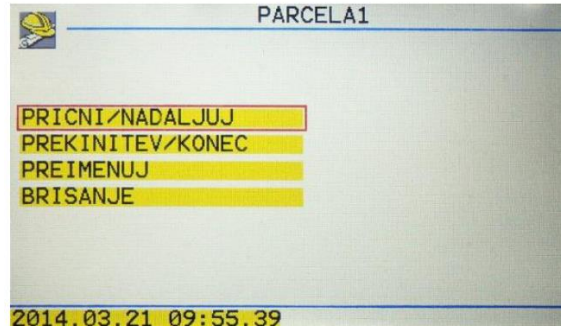 PARCELA1
PRICNI/NADALJUJ
PREKINITEV/KONEC
PREIMENUJ
BRISANJE
2014.03.21 09:55.39